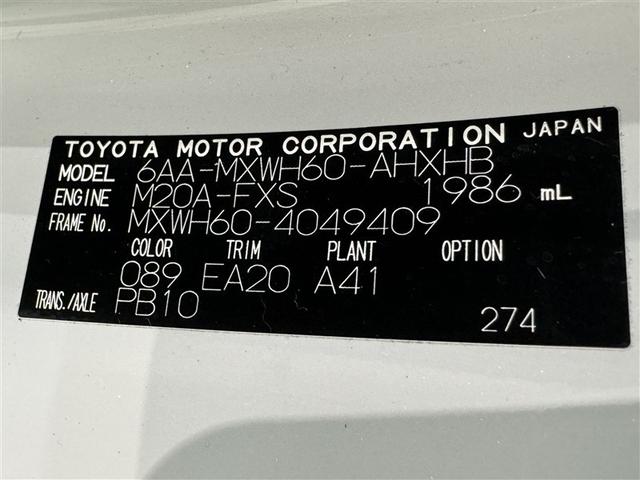 TOYOTA MOTOR CORPORATION JAPAN
MODEL 6AA-MXWH60-AHXHB
ENGINE M20A-FXS 1986 mL
FRAME No. MXWH60-4049409
COLOR TRIM PLANT OPTION
089 EA20 A41
TRANS./AXLE PB10
274